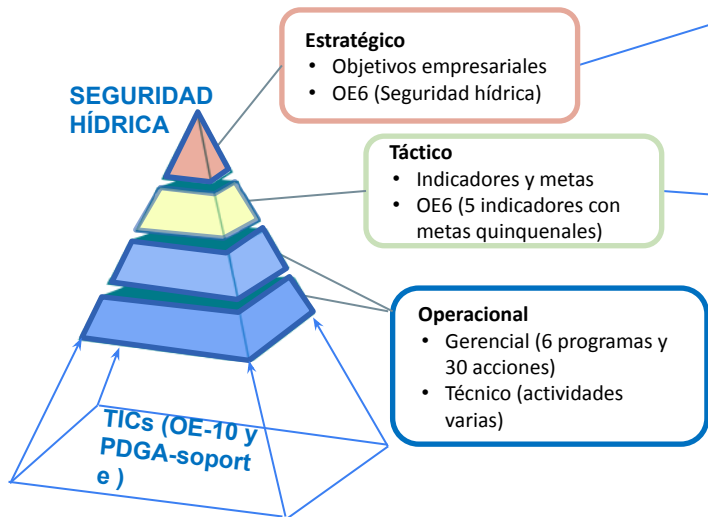 SEGURIDAD
HÍDRICA
Estratégico
• Objetivos empresariales
• OE6 (Seguridad hídrica)
Táctico
• Indicadores y metas
• OE6 (5 indicadores con
metas quinquenales)
Operacional
• Gerencial (6 programas y
30 acciones)
• Técnico (actividades
varias)
TICs (OE-10 y
PDGA-soport
e )